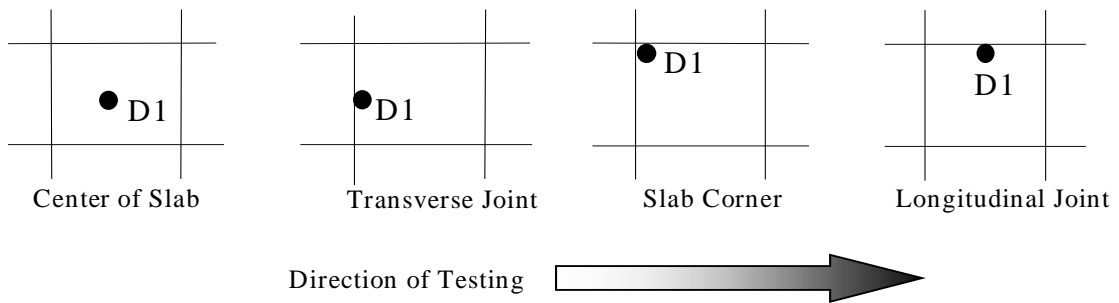 D1
D1
D1
D1
Center of Slab
Transverse Joint
Slab Corner
Longitudinal Joint
Direction of Testing